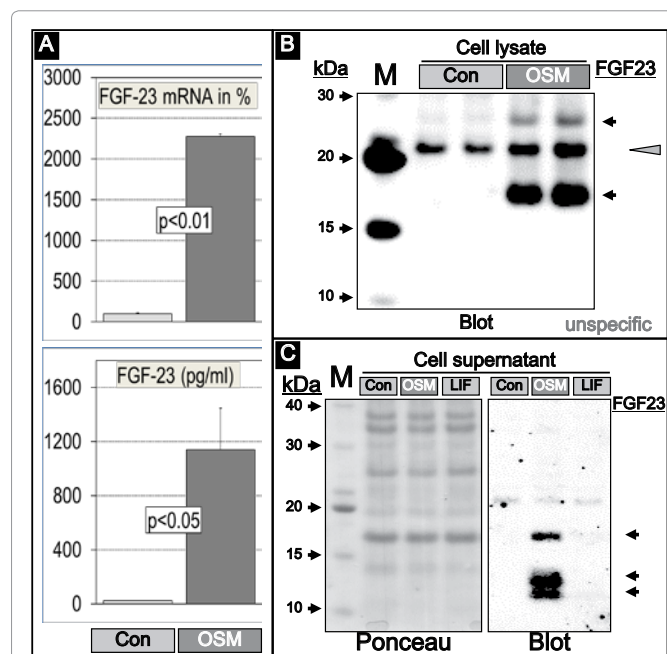 A
3000
FGF-23 mRNA in %
2500
2000
1500
p<0.01
1000
500
0
FGF-23 (pg/ml)
1600
1200
800
p<0.05
400
0
Con OSM
B
Cell lysate
kDa M Con OSM FGF23
30
20
15
10
Blot unspecific
C
Cell supernatant
kDa M Con OSM LIF Con OSM LIF
FGF23
40
30
20
15
10
Ponceau Blot